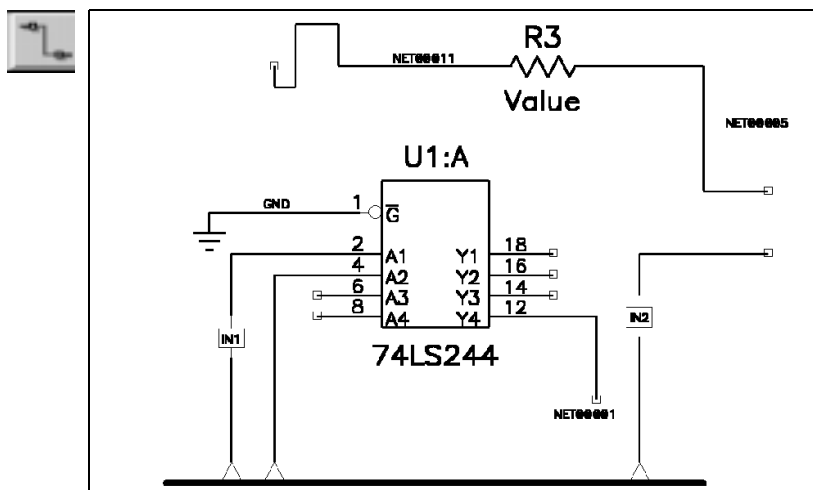 R3
NET00011
Value
NET00005
U1:A
GND
1
G
2
A1
Y1
18
4
A2
Y2
16
6
A3
Y3
14
8
A4
Y4
12
IN1
IN2
74LS244
NET00001